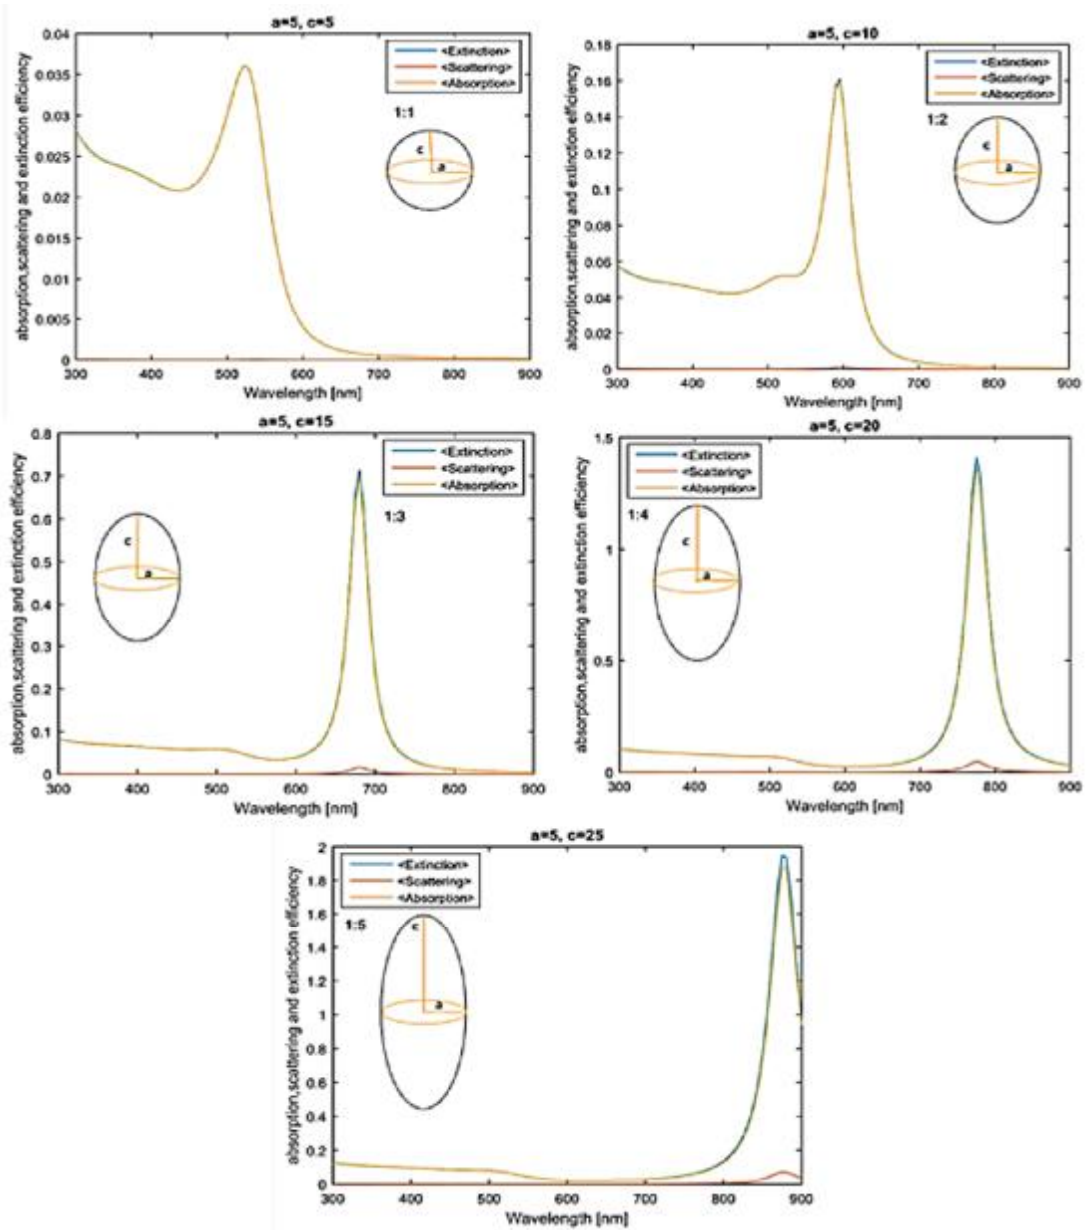 a=5, c=5
0.04
0.035
0.03
0.025
0.02
0.015
0.01
0.005
0
absorption,scattering and extinction efficiency
<Extinction>
<Scattering>
<Absorption>
1:1
c
a
300 400 500 600 700 800 900
Wavelength [nm]
a=5, c=10
0.18
0.16
0.14
0.12
0.1
0.08
0.06
0.04
0.02
0
absorption,scattering and extinction efficiency
<Extinction>
<Scattering>
<Absorption>
1:2
c
a
300 400 500 600 700 800 900
Wavelength [nm]
a=5, c=15
0.8
0.7
0.6
0.5
0.4
0.3
0.2
0.1
0
absorption,scattering and extinction efficiency
<Extinction>
<Scattering>
<Absorption>
1:3
c
a
300 400 500 600 700 800 900
Wavelength [nm]
a=5, c=20
1.5
1
0.5
0
absorption,scattering and extinction efficiency
<Extinction>
<Scattering>
<Absorption>
1:4
c
a
300 400 500 600 700 800 900
Wavelength [nm]
a=5, c=25
2
1.8
1.6
1.4
1.2
1
0.8
0.6
0.4
0.2
0
absorption,scattering and extinction efficiency
<Extinction>
<Scattering>
<Absorption>
1:5
c
a
300 400 500 600 700 800 900
Wavelength [nm]